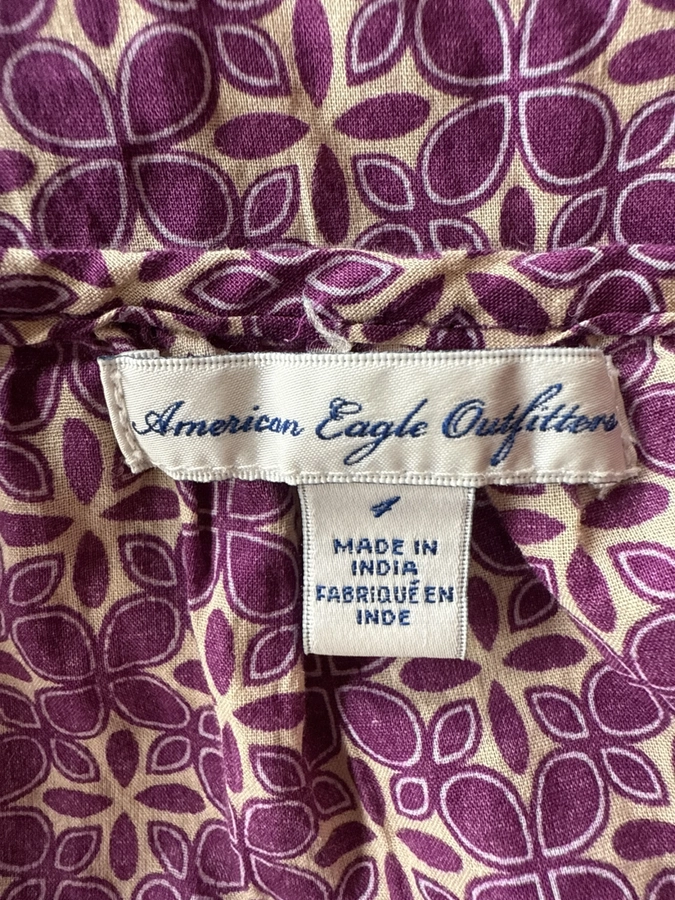 American Eagle Outfitters
4
MADE IN
INDIA
FABRIQUÉ EN
INDE